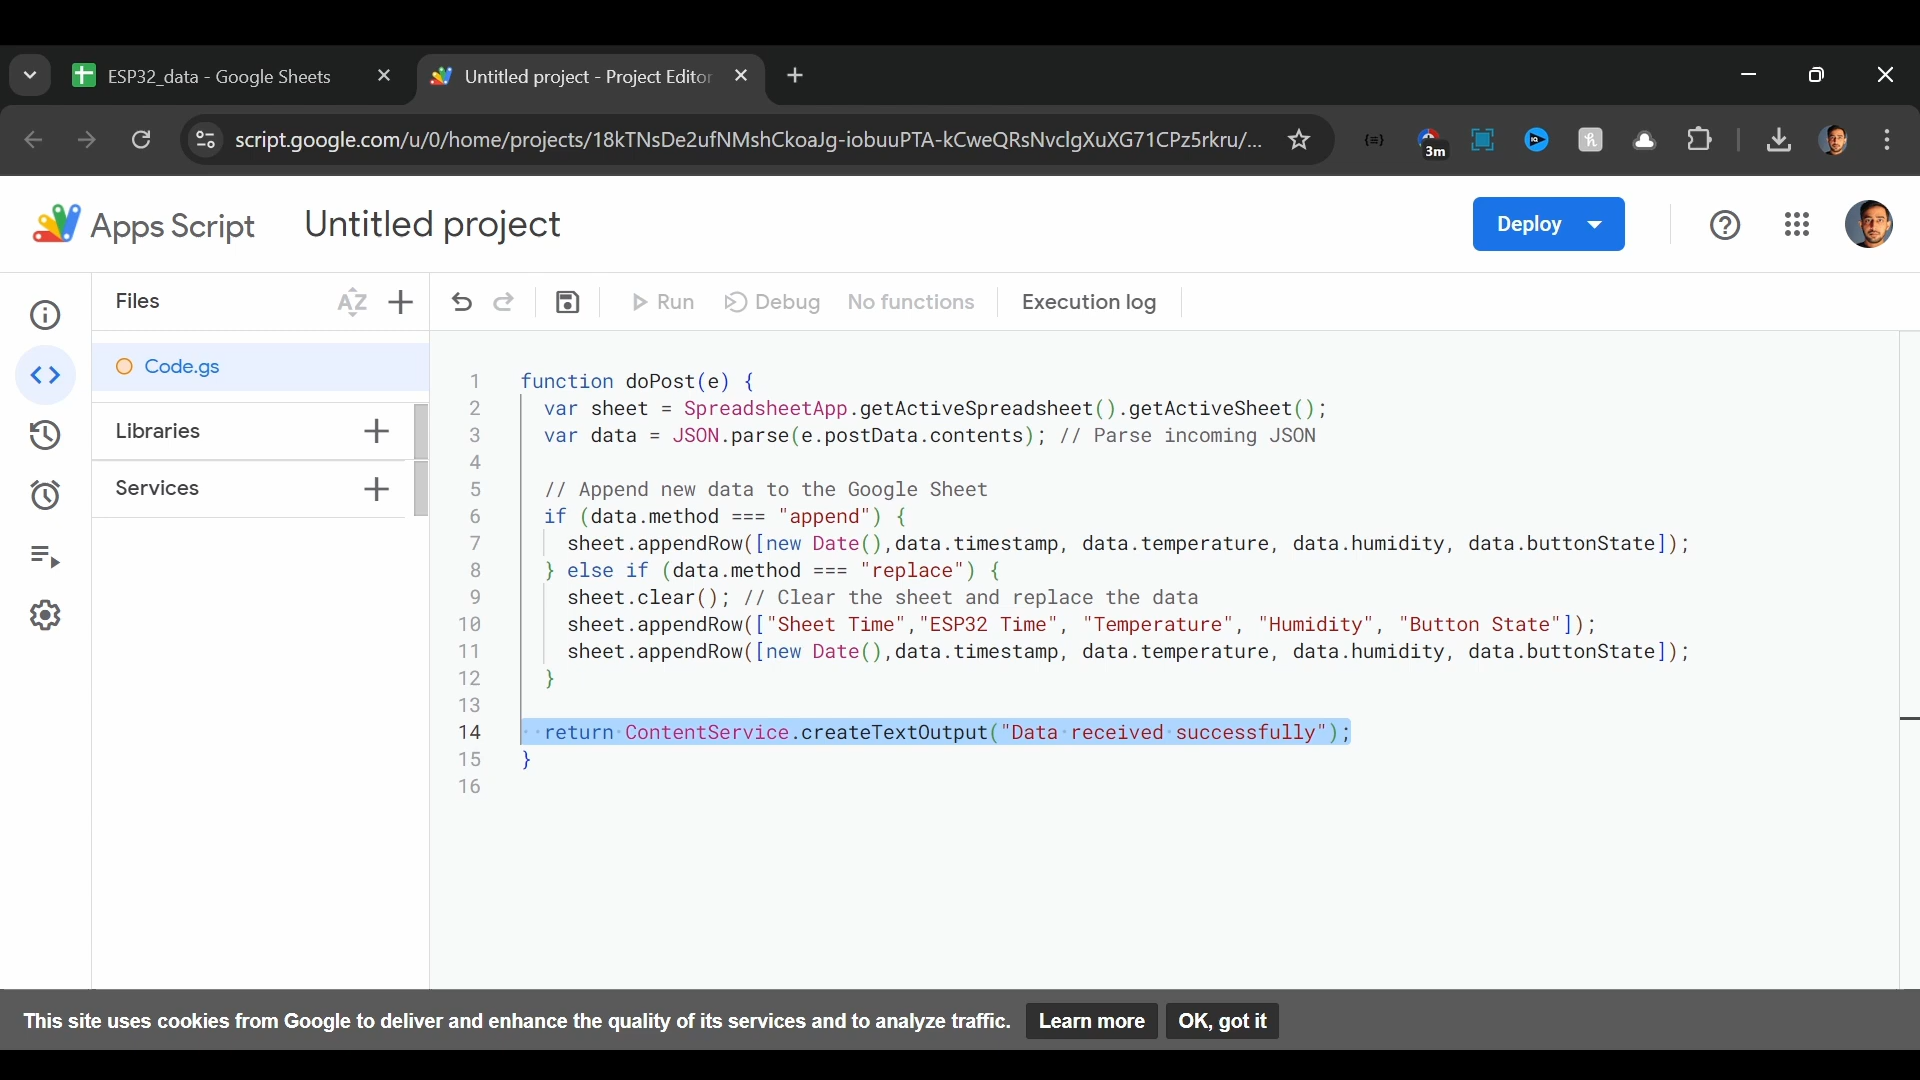 ESP32_data - Google Sheets
Untitled project - Project Editor
script.google.com/u/0/home/projects/18kTNsDe2ufNMshCkoaJg-iobuuPTA-kCweQRsNvclgXuXG71CPz5rkru/...
3m
Apps Script
Untitled project
Deploy
Files
AZ
Run
Debug
No functions
Execution log
Code.gs
Libraries
Services
1 function doPost(e) {
2 var sheet = SpreadsheetApp.getActiveSpreadsheet().getActiveSheet();
3 var data = JSON.parse(e.postData.contents); // Parse incoming JSON
4
5 // Append new data to the Google Sheet
6 if (data.method === "append") {
7 sheet.appendRow([new Date(),data.timestamp, data.temperature, data.humidity, data.buttonState]);
8 } else if (data.method === "replace") {
9 sheet.clear(); // Clear the sheet and replace the data
10 sheet.appendRow(["Sheet Time","ESP32 Time", "Temperature", "Humidity", "Button State"]);
11 sheet.appendRow([new Date(),data.timestamp, data.temperature, data.humidity, data.buttonState]);
12 }
13
14 return ContentService.createTextOutput("Data received successfully");
15 }
16
This site uses cookies from Google to deliver and enhance the quality of its services and to analyze traffic.
Learn more
OK, got it